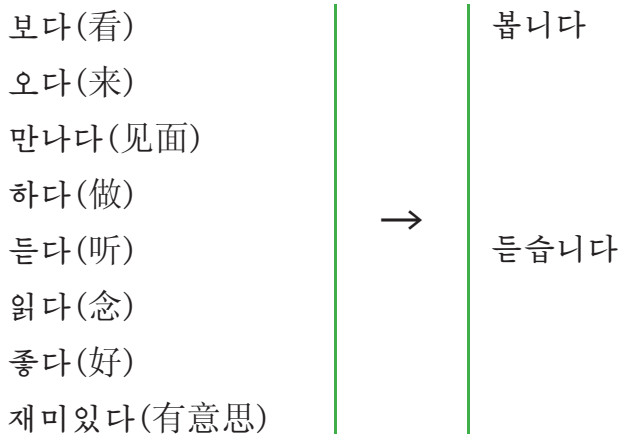 보다(看)
오다(来)
만나다(见面)
하다(做)
듣다(听)
읽다(念)
좋다(好)
재미있다(有意思)
→
봅니다
듣습니다